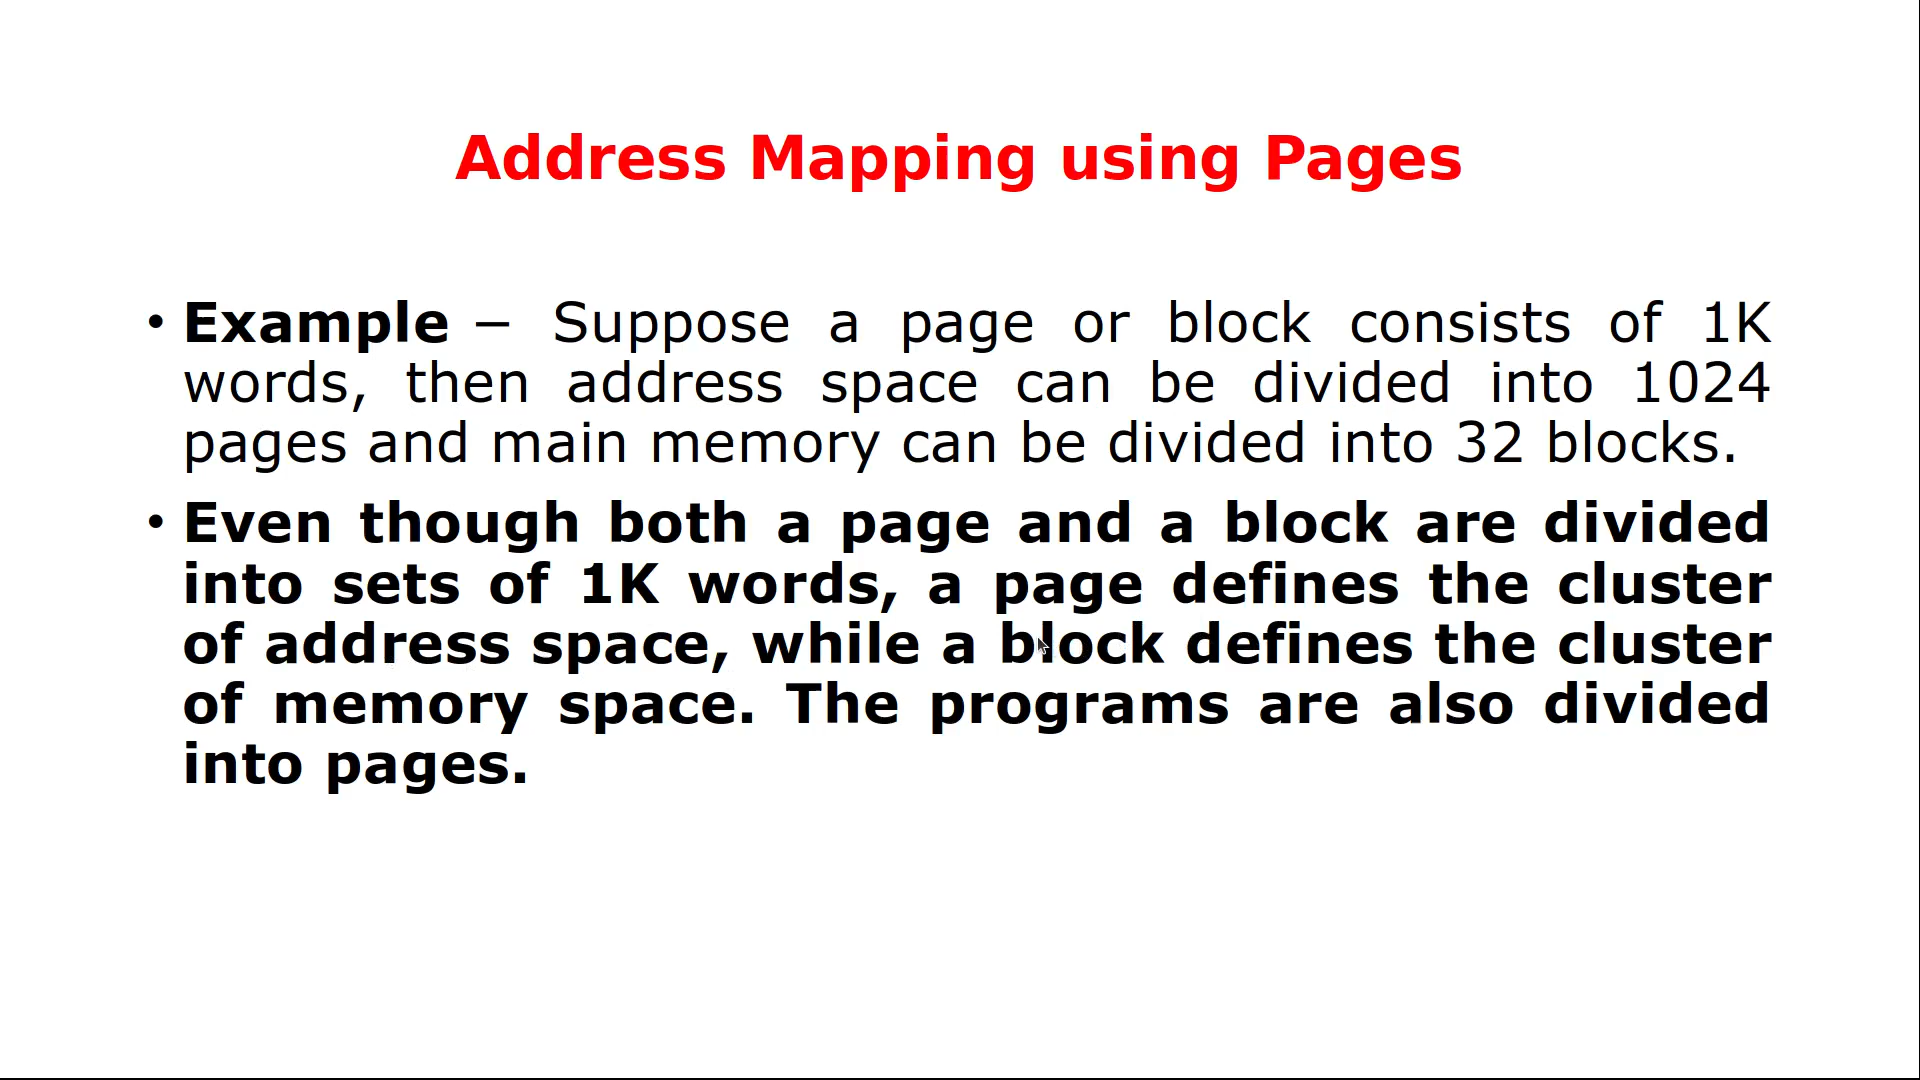 Address Mapping using Pages
• Example − Suppose a page or block consists of 1K
words, then address space can be divided into 1024
pages and main memory can be divided into 32 blocks.
• Even though both a page and a block are divided
into sets of 1K words, a page defines the cluster
of address space, while a block defines the cluster
of memory space. The programs are also divided
into pages.